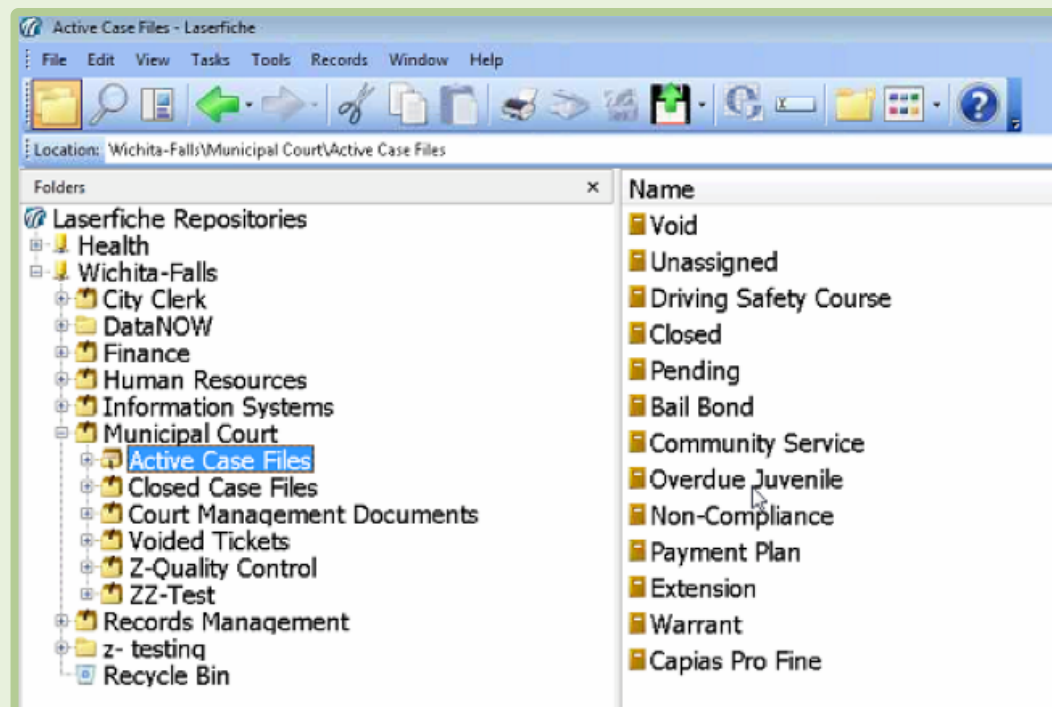 Active Case Files - Laserfiche
File Edit View Tasks Tools Records Window Help
Location: Wichita-Falls\Municipal Court\Active Case Files
Folders
Laserfiche Repositories
Health
Wichita-Falls
City Clerk
DataNOW
Finance
Human Resources
Information Systems
Municipal Court
Active Case Files
Closed Case Files
Court Management Documents
Voided Tickets
Z-Quality Control
ZZ-Test
Records Management
z- testing
Recycle Bin
Name
Void
Unassigned
Driving Safety Course
Closed
Pending
Bail Bond
Community Service
Overdue Juvenile
Non-Compliance
Payment Plan
Extension
Warrant
Capias Pro Fine